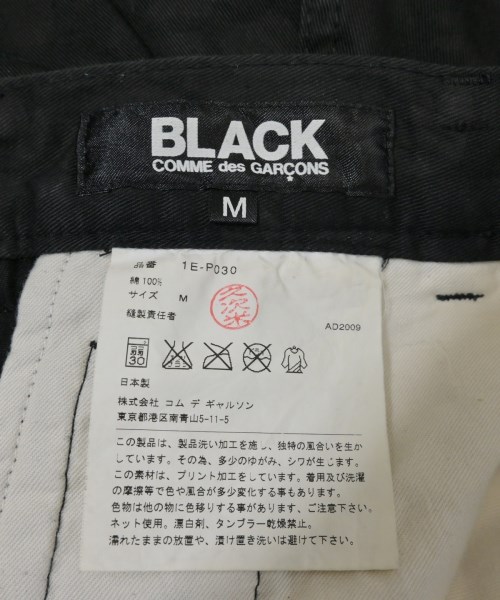 BLACK
COMME des GARÇONS
M
品番 1E-P030
綿 100%
サイズ M
久次米
縫製責任者
AD2009
30
日本製
株式会社 コム デ ギャルソン
東京都港区南青山5-11-5
この製品は、製品洗い加工を施し、独特の風合いを生か
しています。その為、多少のゆがみ、シワが生じます。
この素材は、プリント加工をしています。着用及び洗濯
の摩擦等で色や風合が多少変化する事もあります。
色物は他の物に色移りする事が有ります、ご注意下さい。
ネット使用。漂白剤、タンブラー乾燥禁止。
濡れたままの放置や、漬け置き洗いは避けて下さい。